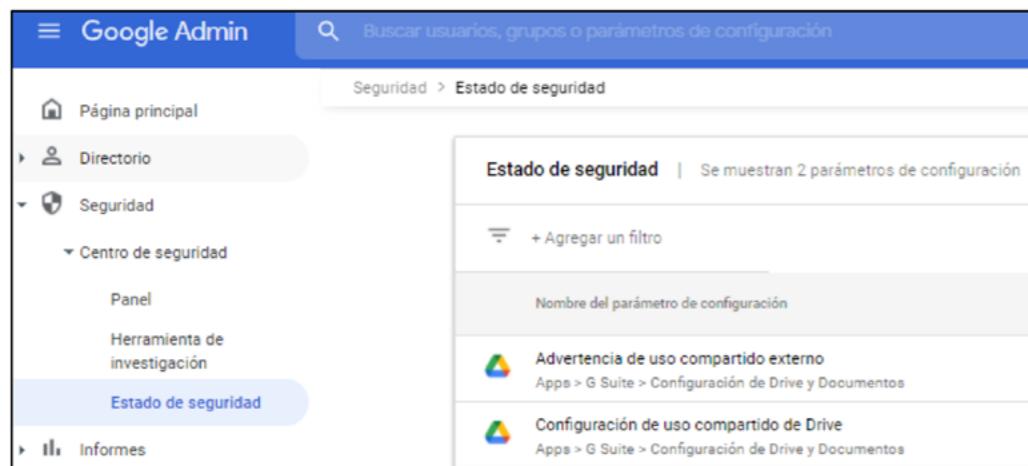 Google Admin
Buscar usuarios, grupos o parámetros de configuración
Seguridad > Estado de seguridad
Página principal
Directorio
Seguridad
Centro de seguridad
Panel
Herramienta de
investigación
Estado de seguridad
Informes
Estado de seguridad | Se muestran 2 parámetros de configuración
+ Agregar un filtro
Nombre del parámetro de configuración
Advertencia de uso compartido externo
Apps > G Suite > Configuración de Drive y Documentos
Configuración de uso compartido de Drive
Apps > G Suite > Configuración de Drive y Documentos